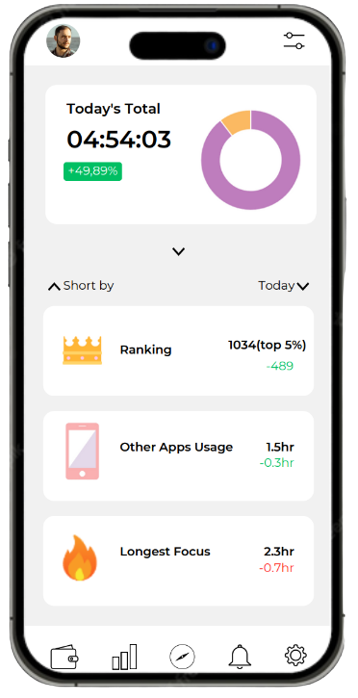 Today's Total
04:54:03
+49,89%
Short by
Today
Ranking
1034(top 5%)
-489
Other Apps Usage
1.5hr
-0.3hr
Longest Focus
2.3hr
-0.7hr